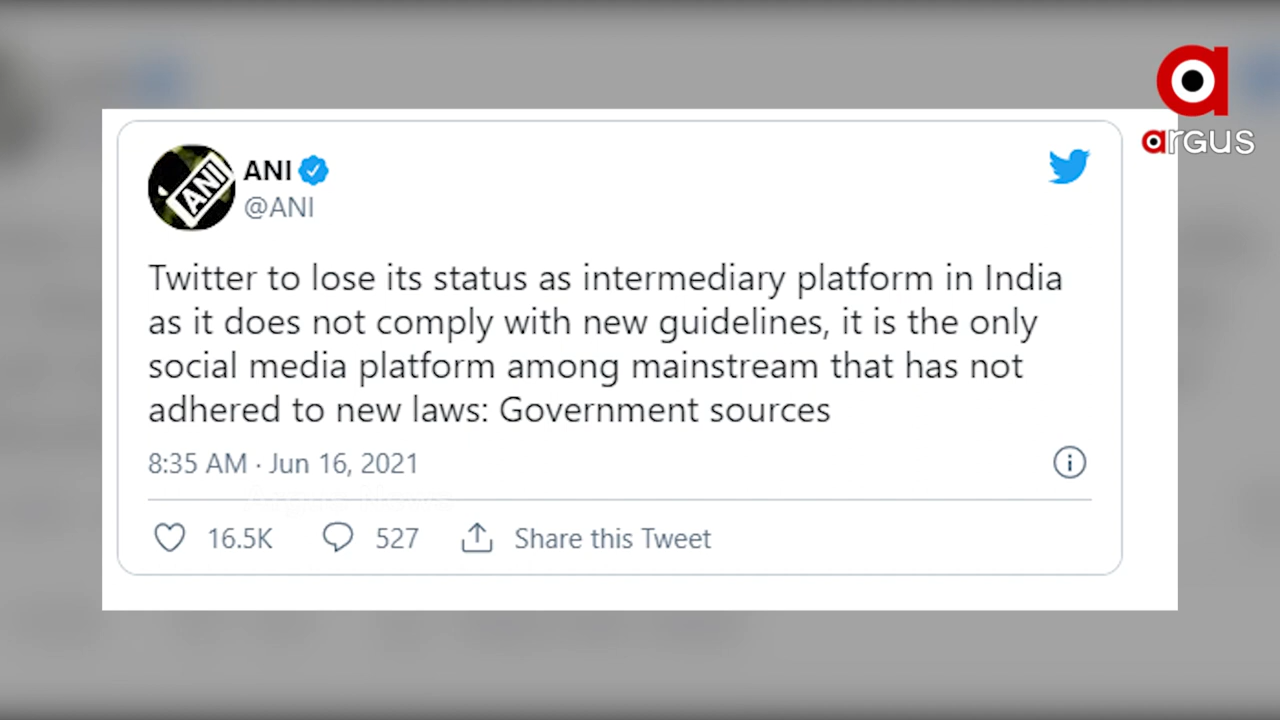 argus
ANI
ANI
@ANI
Twitter to lose its status as intermediary platform in India
as it does not comply with new guidelines, it is the only
social media platform among mainstream that has not
adhered to new laws: Government sources
8:35 AM · Jun 16, 2021
16.5K 527 Share this Tweet